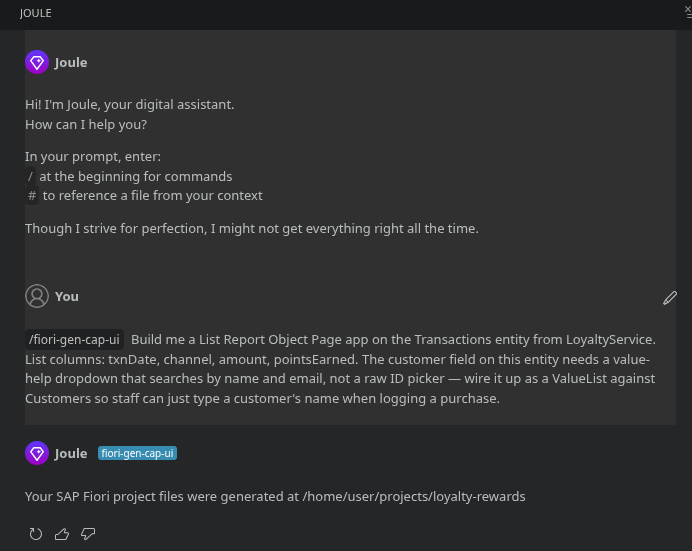 JOULE
Joule
Hi! I'm Joule, your digital assistant.
How can I help you?
In your prompt, enter:
/ at the beginning for commands
# to reference a file from your context
Though I strive for perfection, I might not get everything right all the time.
You
/fiori-gen-cap-ui Build me a List Report Object Page app on the Transactions entity from LoyaltyService.
List columns: txnDate, channel, amount, pointsEarned. The customer field on this entity needs a value-
help dropdown that searches by name and email, not a raw ID picker — wire it up as a ValueList against
Customers so staff can just type a customer's name when logging a purchase.
Joule fiori-gen-cap-ui
Your SAP Fiori project files were generated at /home/user/projects/loyalty-rewards